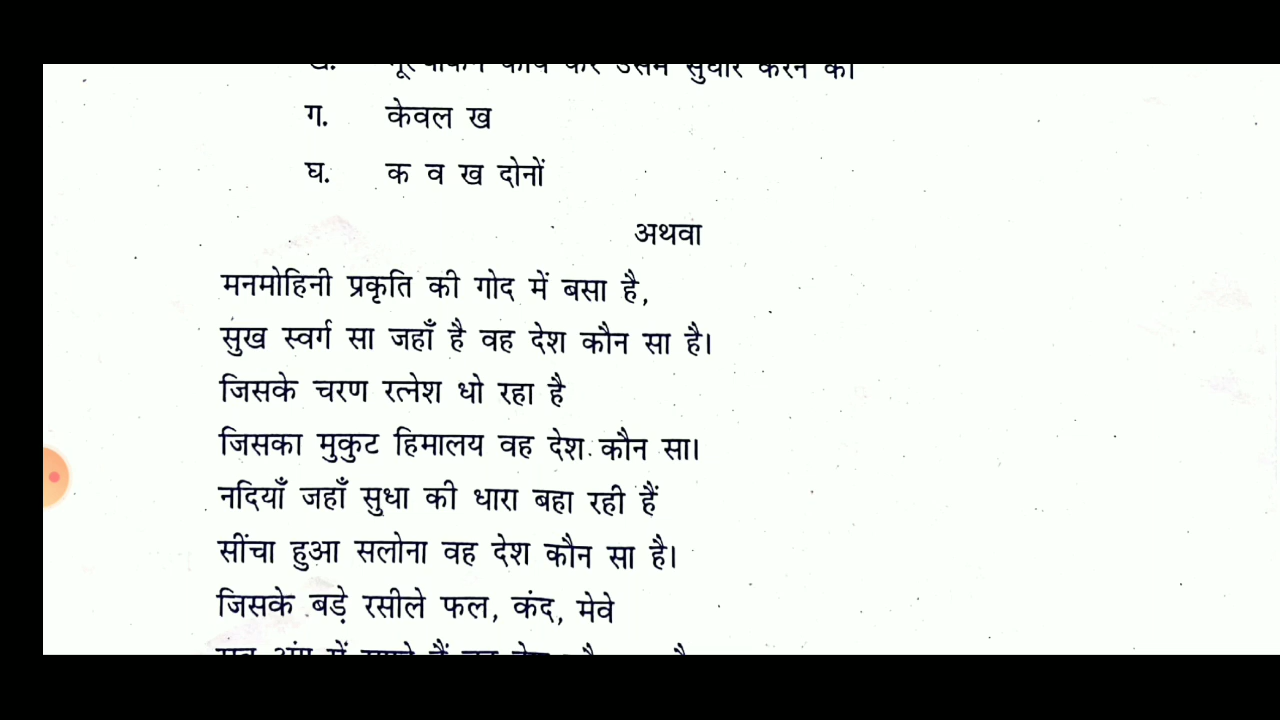 सुधार करने की
ग. केवल ख
घ. क व ख दोनों
अथवा
मनमोहिनी प्रकृति की गोद में बसा है,
सुख स्वर्ग सा जहाँ है वह देश कौन सा है।
जिसके चरण रत्नेश धो रहा है
जिसका मुकुट हिमालय वह देश कौन सा।
नदियाँ जहाँ सुधा की धारा बहा रही हैं
सींचा हुआ सलोना वह देश कौन सा है।
जिसके बड़े रसीले फल, कंद, मेवे